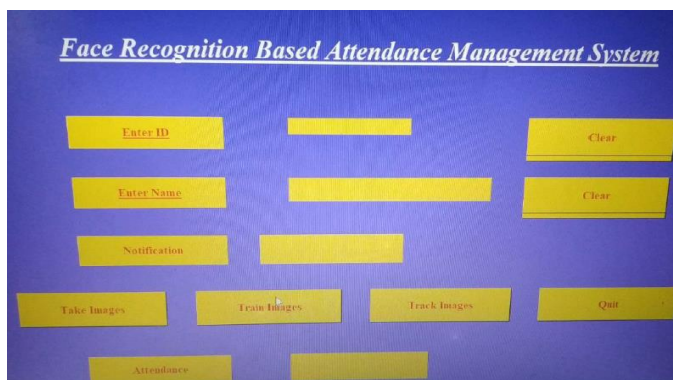 Face Recognition Based Attendance Management System
Enter ID
Clear
Enter Name
Clear
Notification
Take Images
Train Images
Track Images
Quit
Attendance